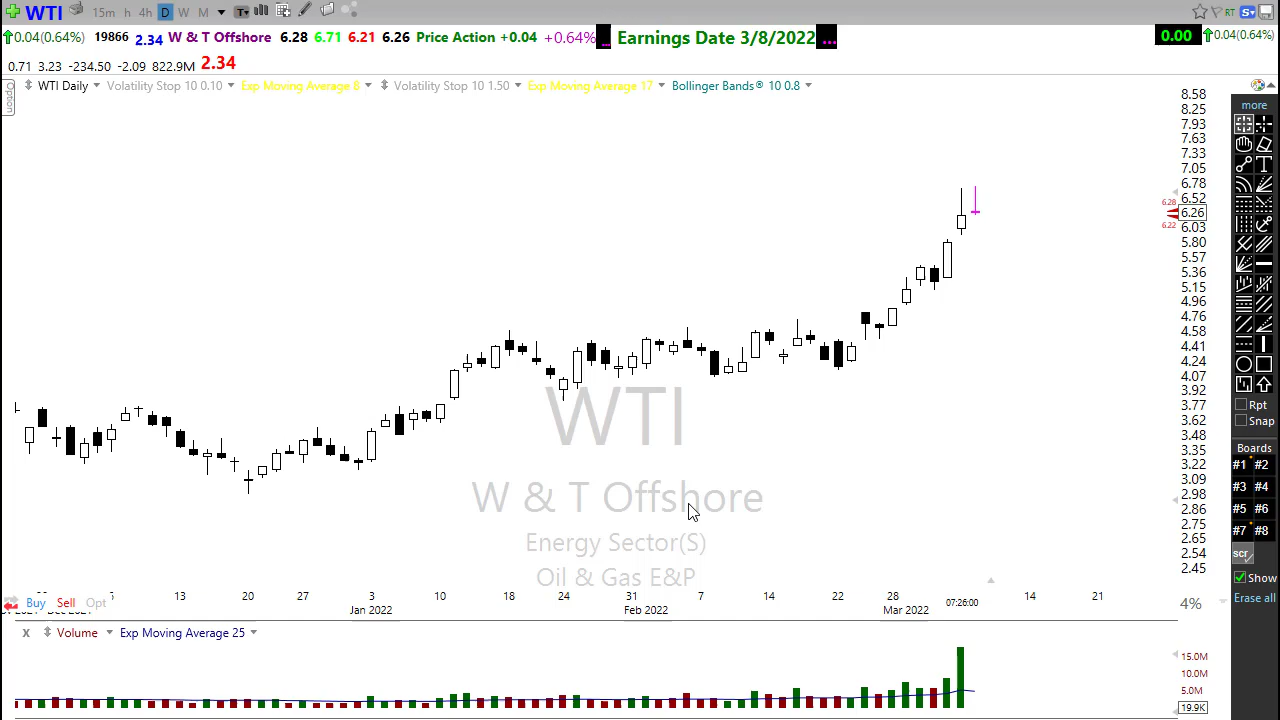 WTI 15m h 4h D W M T RT S
0.04(0.64%) 19866 2.34 W & T Offshore 6.28 6.71 6.21 6.26 Price Action +0.04 +0.64% ... Earnings Date 3/8/2022 ... 0.00 0.04(0.64%)
0.71 3.23 -234.50 -2.09 822.9M 2.34
Option
WTI Daily Volatility Stop 10 0.10 Exp Moving Average 8 Volatility Stop 10 1.50 Exp Moving Average 17 Bollinger Bands® 10 0.8
8.58
8.25
7.93
7.63
7.33
7.05
6.78
6.52
6.28
6.26
6.22
6.03
5.80
5.57
5.36
5.15
4.96
4.76
4.58
4.41
4.24
4.07
3.92
3.77
3.62
3.48
3.35
3.22
3.09
2.98
2.86
2.75
2.65
2.54
2.45
more
T
Rpt
Snap
Boards
#1 #2
#3 #4
#5 #6
#7 #8
scr
Show
Erase all
WTI
W & T Offshore
Energy Sector(S)
Oil & Gas E&P
Buy Sell Opt
13 20 27 3 10 18 24 31 7 14 22 28 07:26:00 14 21
Jan 2022 Feb 2022 Mar 2022
4%
x Volume Exp Moving Average 25
15.0M
10.0M
5.0M
19.9K